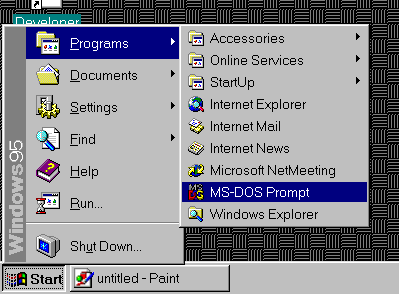 Developer
Programs
Documents
Settings
Find
Help
Run...
Shut Down...
Windows95
Accessories
Online Services
StartUp
Internet Explorer
Internet Mail
Internet News
Microsoft NetMeeting
MS-DOS Prompt
Windows Explorer
Start
untitled - Paint